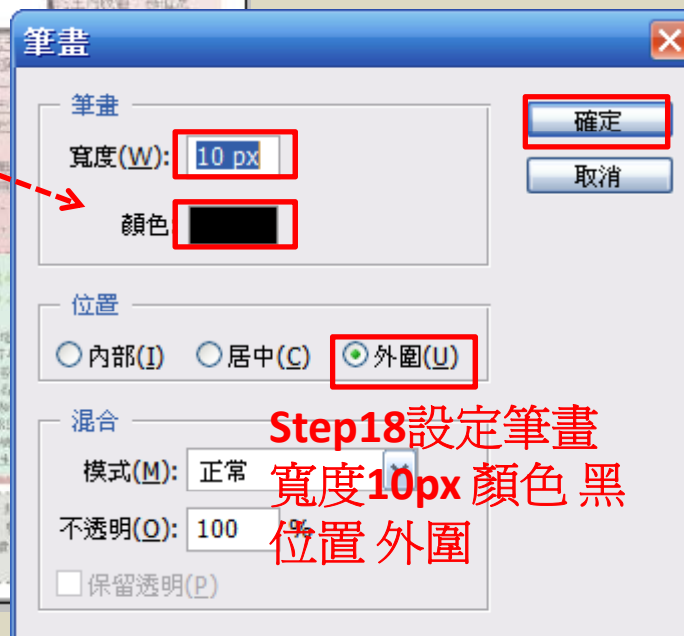 筆畫
筆畫
寬度(W): 10 px
確定
取消
顏色:
位置
內部(I) 居中(C) 外圍(U)
混合
Step18設定筆畫
模式(M): 正常
寬度10px 顏色 黑
不透明(O): 100 %
位置 外圍
保留透明(P)